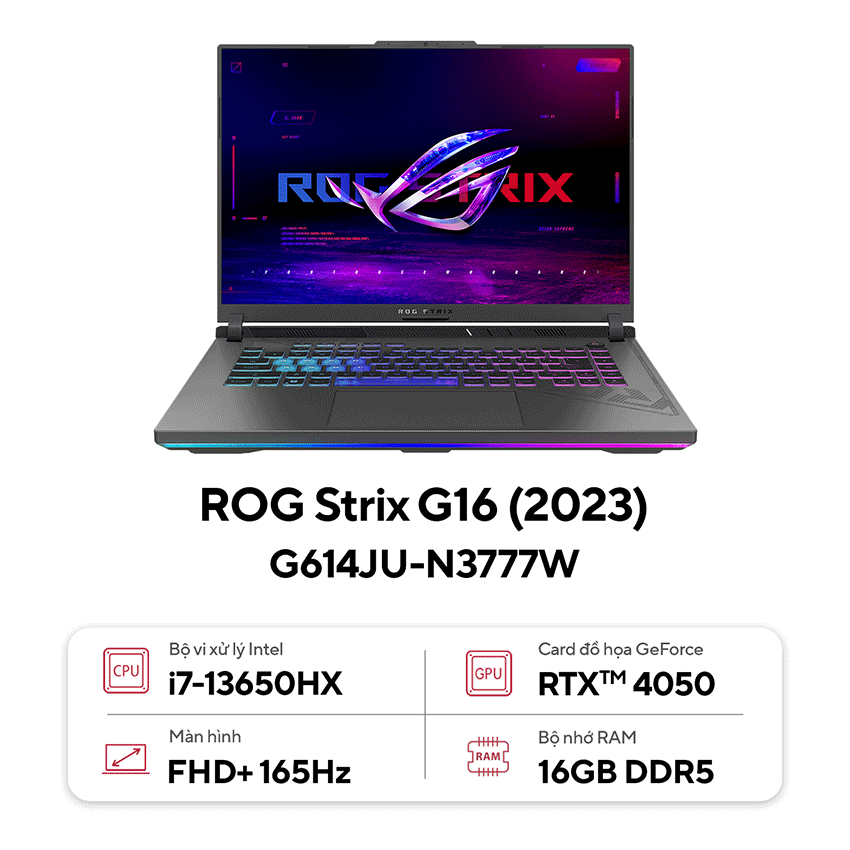 ROG STRIX
ROG STRIX
ROG Strix G16 (2023)
G614JU-N3777W
CPU
Bộ vi xử lý Intel
i7-13650HX
GPU
Card đồ họa GeForce
RTX™ 4050
Màn hình
FHD+ 165Hz
RAM
Bộ nhớ RAM
16GB DDR5